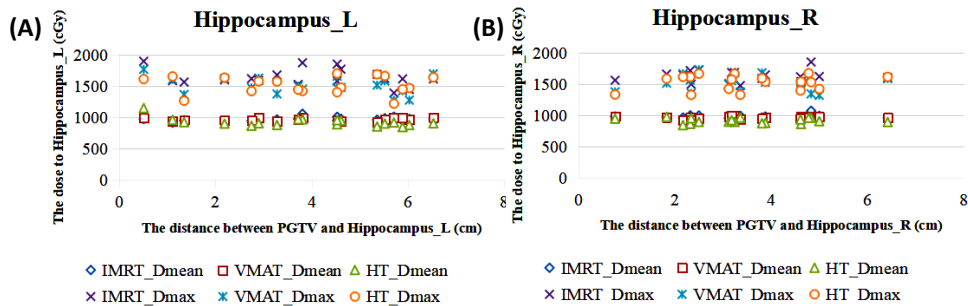 (A)
Hippocampus_L
The dose to Hippocampus_L (cGy)
2000
1500
1000
500
0
0 2 4 6 8
The distance between PGTV and Hippocampus_L (cm)
IMRT_Dmean VMAT_Dmean HT_Dmean
IMRT_Dmax VMAT_Dmax HT_Dmax
(B)
Hippocampus_R
The dose to Hippocampus_R (cGy)
2000
1500
1000
500
0
0 2 4 6 8
The distance between PGTV and Hippocampus_R (cm)
IMRT_Dmean VMAT_Dmean HT_Dmean
IMRT_Dmax VMAT_Dmax HT_Dmax